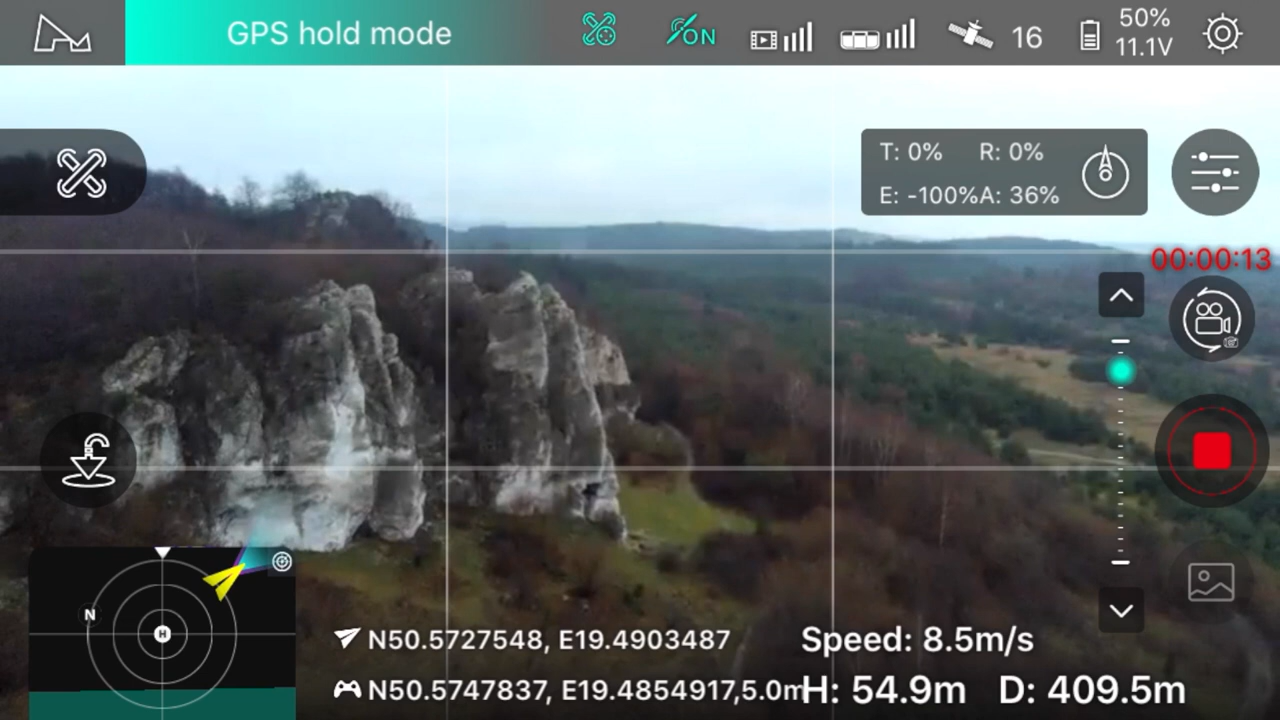 GPS hold mode
ON
16
50%
11.1V
T: 0% R: 0%
E: -100%A: 36%
00:00:13
N
H
N50.5727548, E19.4903487
Speed: 8.5m/s
N50.5747837, E19.4854917,5.0m
H: 54.9m D: 409.5m